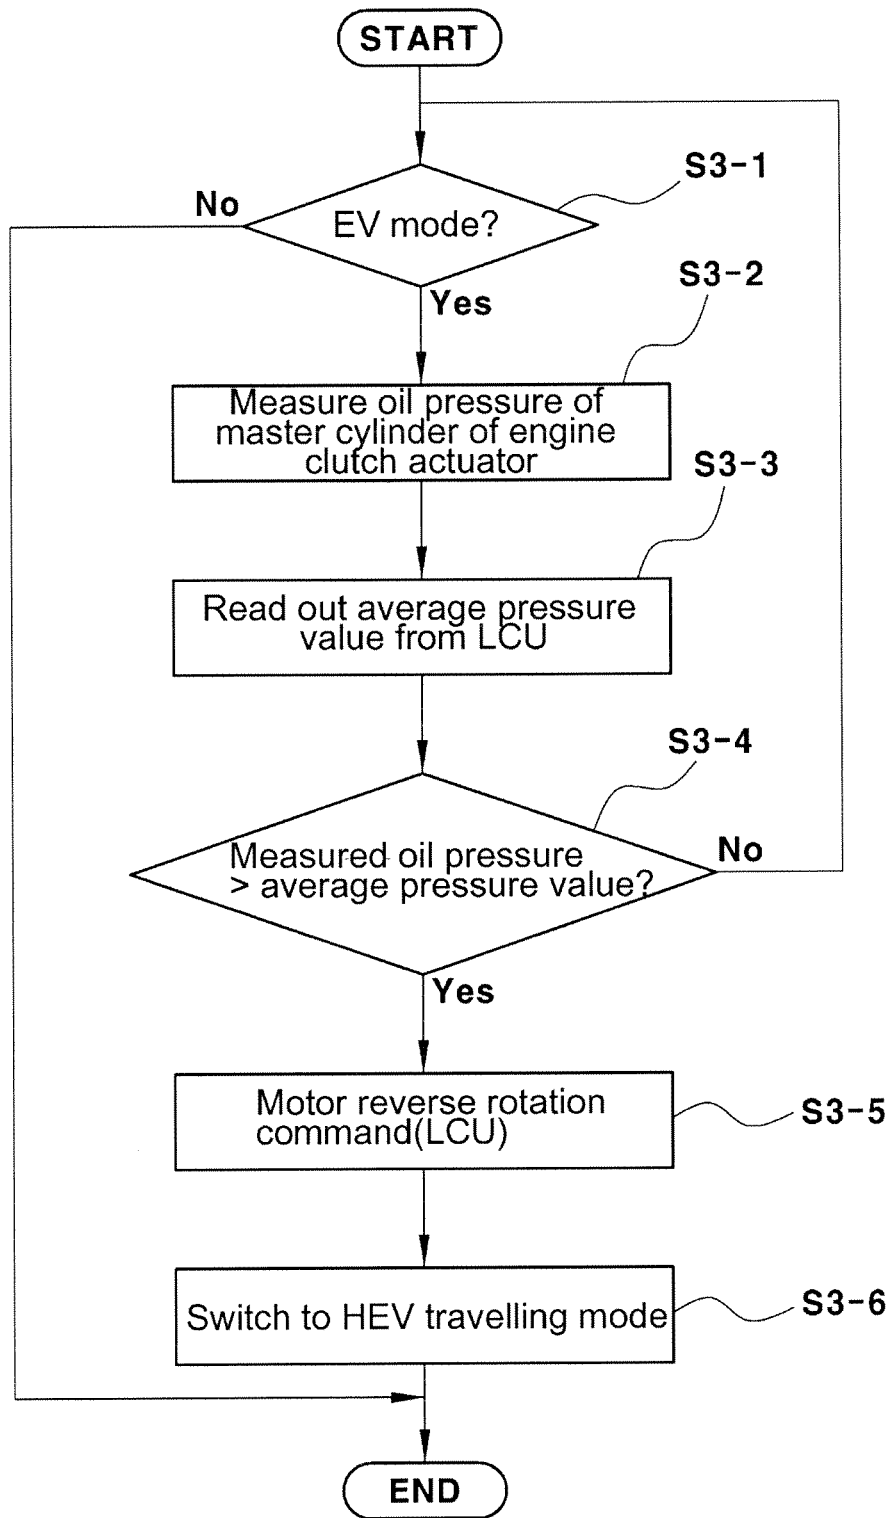 START
S3-1
No
EV mode?
S3-2
Yes
Measure oil pressure of
master cylinder of engine
clutch actuator
S3-3
Read out average pressure
value from LCU
S3-4
Measured oil pressure
> average pressure value?
No
Yes
Motor reverse rotation
command(LCU)
S3-5
Switch to HEV travelling mode
S3-6
END